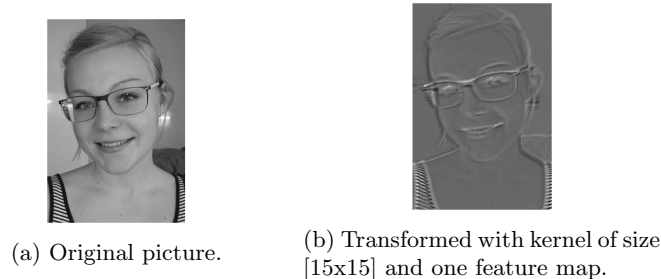 (a) Original picture.
(b) Transformed with kernel of size
[15x15] and one feature map.